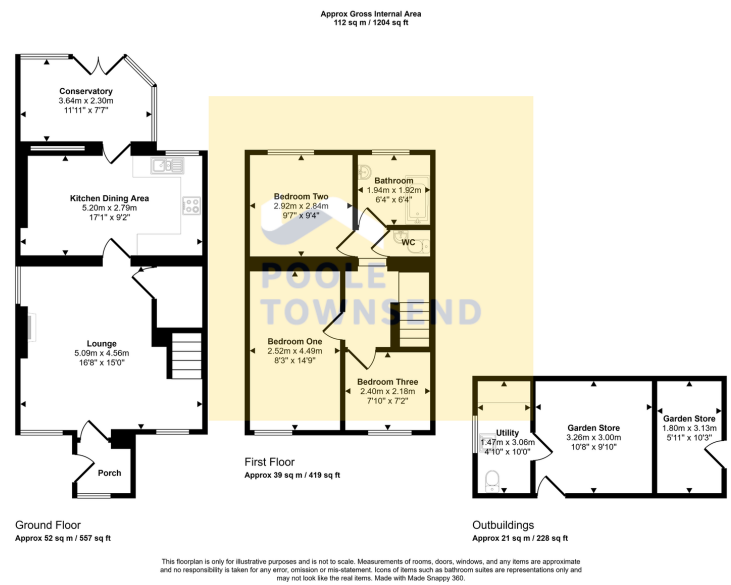 Approx Gross Internal Area
112 sq m / 1204 sq ft
Conservatory
3.64m x 2.30m
11'11" x 7'7"
Kitchen Dining Area
5.20m x 2.79m
17'1" x 9'2"
Lounge
5.09m x 4.56m
16'8" x 15'0"
Porch
Ground Floor
Approx 52 sq m / 557 sq ft
Bedroom Two
2.92m x 2.84m
9'7" x 9'4"
Bathroom
1.94m x 1.92m
6'4" x 6'4"
WC
POOLE
TOWNSEND
Bedroom One
2.52m x 4.49m
8'3" x 14'9"
Bedroom Three
2.40m x 2.18m
7'10" x 7'2"
First Floor
Approx 39 sq m / 419 sq ft
Utility
1.47m x 3.06m
4'10" x 10'0"
Garden Store
3.26m x 3.00m
10'8" x 9'10"
Garden Store
1.80m x 3.13m
5'11" x 10'3"
Outbuildings
Approx 21 sq m / 228 sq ft
This floorplan is only for illustrative purposes and is not to scale. Measurements of rooms, doors, windows, and any items are approximate
and no responsibility is taken for any error, omission or mis-statement. Icons of items such as bathroom suites are representations only and
may not look like the real items. Made with Made Snappy 360.